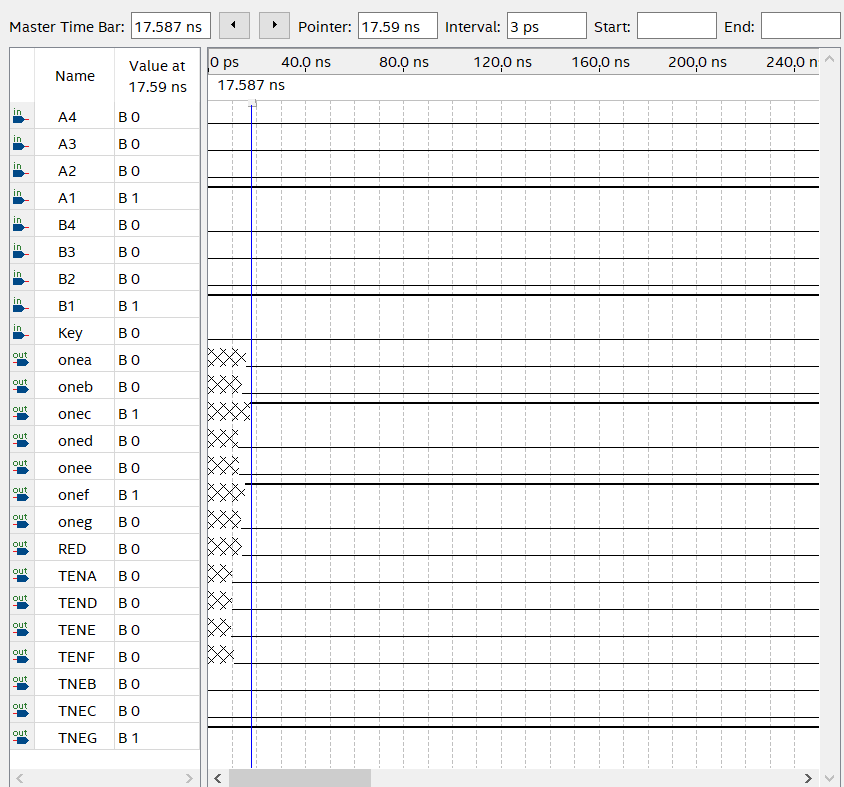 Master Time Bar: 17.587 ns Pointer: 17.59 ns Interval: 3 ps Start: End:
Name Value at 17.59 ns
0 ps 40.0 ns 80.0 ns 120.0 ns 160.0 ns 200.0 ns 240.0 n
17.587 ns
in A4 B 0
in A3 B 0
in A2 B 0
in A1 B 1
in B4 B 0
in B3 B 0
in B2 B 0
in B1 B 1
in Key B 0
out onea B 0
out oneb B 0
out onec B 1
out oned B 0
out onee B 0
out onef B 1
out oneg B 0
out RED B 0
out TENA B 0
out TEND B 0
out TENE B 0
out TENF B 0
out TNEB B 0
out TNEC B 0
out TNEG B 1